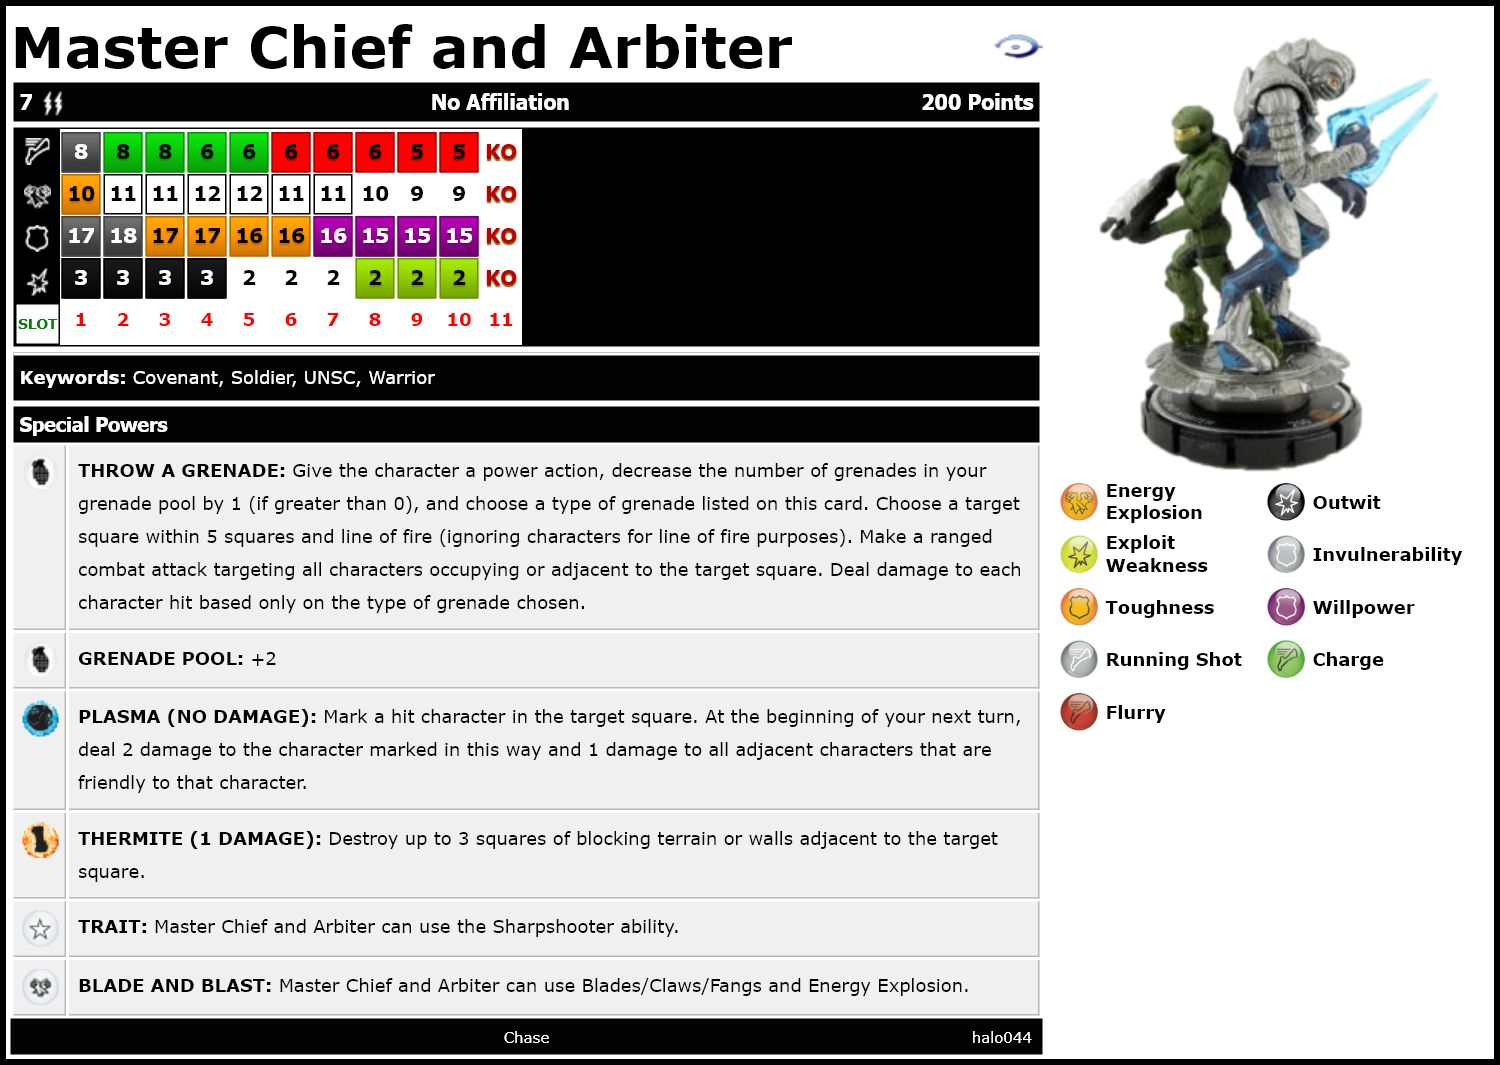 Master Chief and Arbiter
7 No Affiliation 200 Points
8 8 8 6 6 6 6 6 5 5 KO
10 11 11 12 12 11 11 10 9 9 KO
17 18 17 17 16 16 16 15 15 15 KO
3 3 3 3 2 2 2 2 2 2 KO
SLOT 1 2 3 4 5 6 7 8 9 10 11
Keywords: Covenant, Soldier, UNSC, Warrior
Special Powers
THROW A GRENADE: Give the character a power action, decrease the number of grenades in your
grenade pool by 1 (if greater than 0), and choose a type of grenade listed on this card. Choose a target
square within 5 squares and line of fire (ignoring characters for line of fire purposes). Make a ranged
combat attack targeting all characters occupying or adjacent to the target square. Deal damage to each
character hit based only on the type of grenade chosen.
GRENADE POOL: +2
PLASMA (NO DAMAGE): Mark a hit character in the target square. At the beginning of your next turn,
deal 2 damage to the character marked in this way and 1 damage to all adjacent characters that are
friendly to that character.
THERMITE (1 DAMAGE): Destroy up to 3 squares of blocking terrain or walls adjacent to the target
square.
TRAIT: Master Chief and Arbiter can use the Sharpshooter ability.
BLADE AND BLAST: Master Chief and Arbiter can use Blades/Claws/Fangs and Energy Explosion.
Chase halo044
Energy
Explosion
Outwit
Exploit
Weakness
Invulnerability
Toughness
Willpower
Running Shot
Charge
Flurry